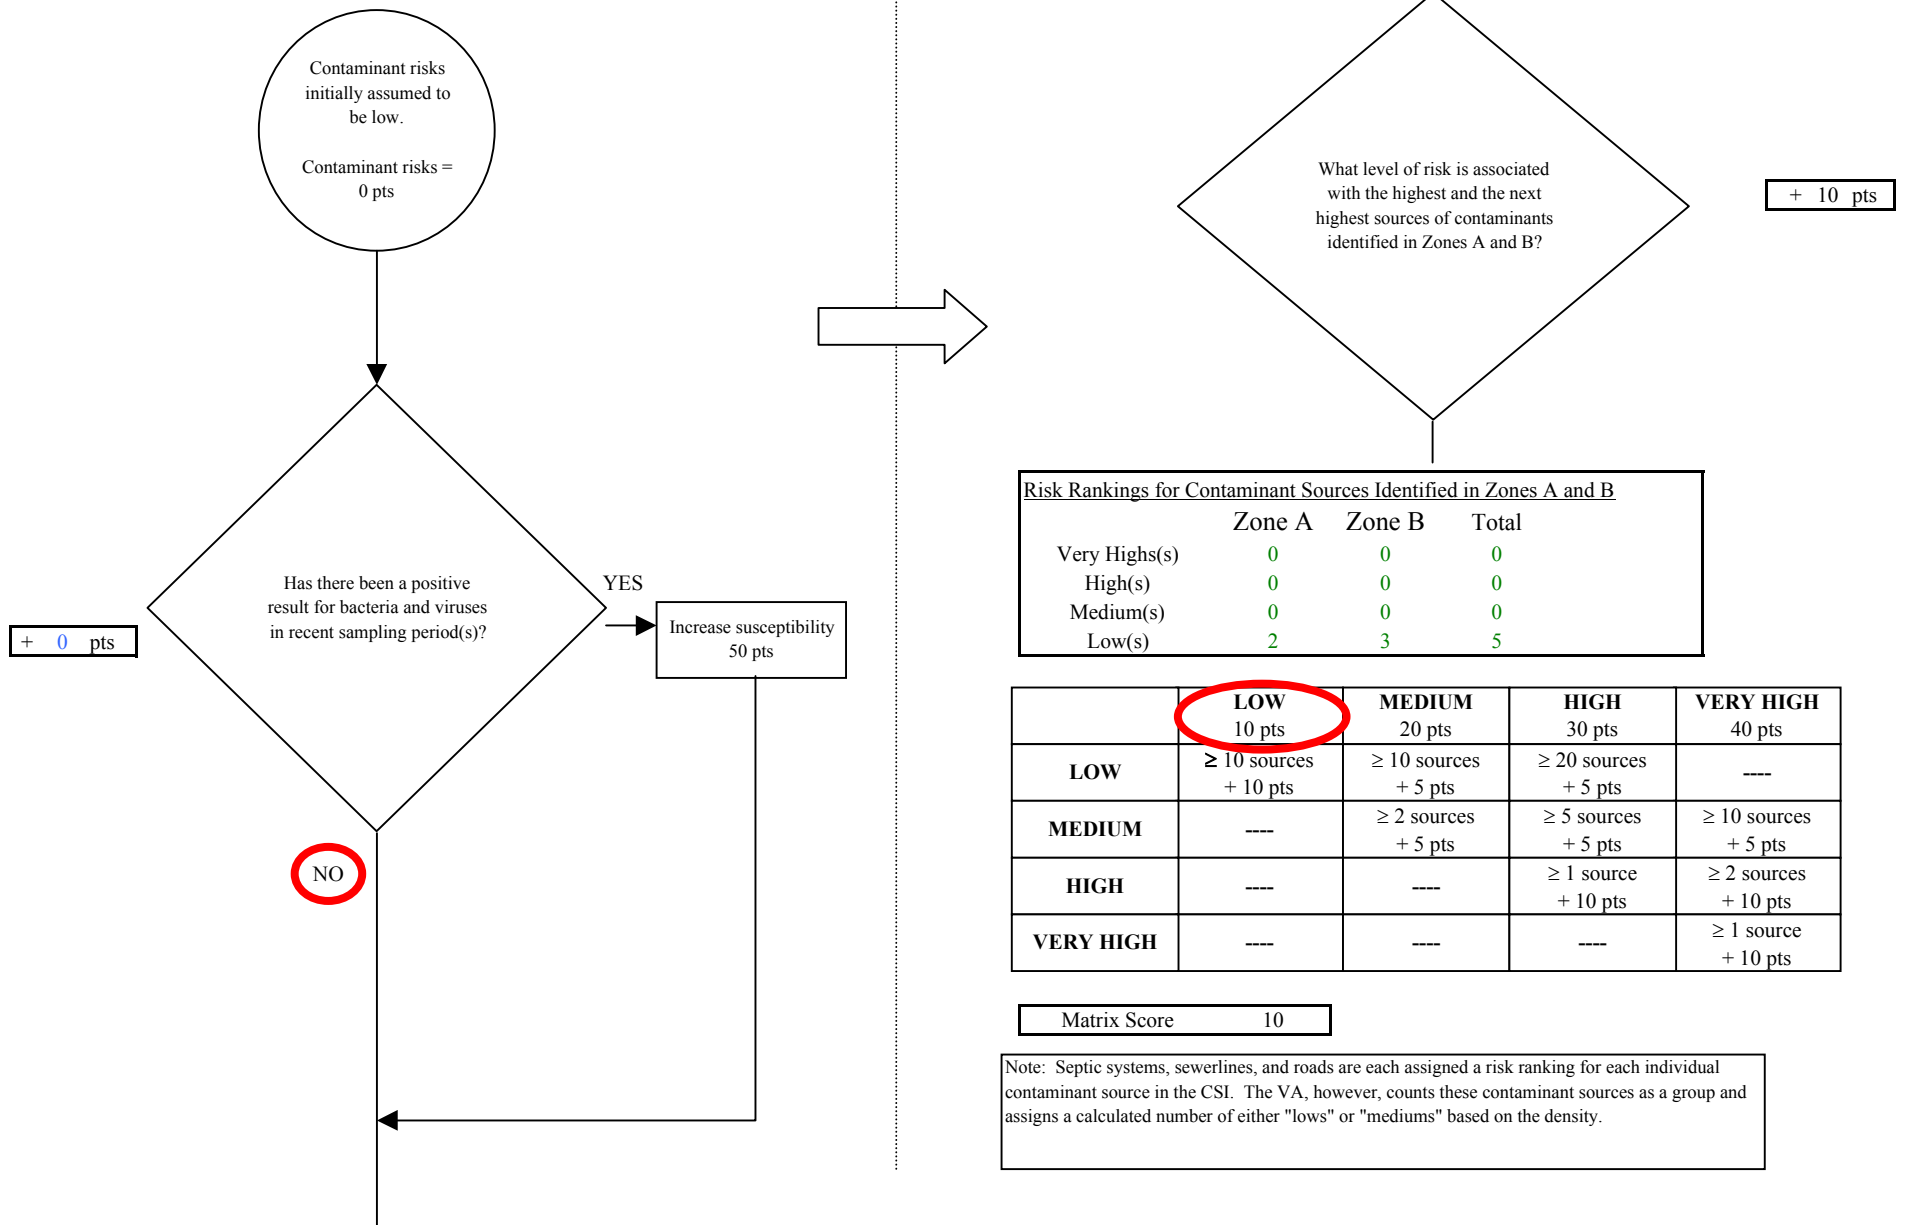 Contaminant risks
initially assumed to
be low.
Contaminant risks =
0 pts
Has there been a positive
result for bacteria and viruses
in recent sampling period(s)?
+ 0 pts
YES
Increase susceptibility
50 pts
NO
What level of risk is associated
with the highest and the next
highest sources of contaminants
identified in Zones A and B?
+ 10 pts
Risk Rankings for Contaminant Sources Identified in Zones A and B
Zone A Zone B Total
Very Highs(s) 0 0 0
High(s) 0 0 0
Medium(s) 0 0 0
Low(s) 2 3 5
LOW MEDIUM HIGH VERY HIGH
10 pts 20 pts 30 pts 40 pts
LOW ≥ 10 sources ≥ 10 sources ≥ 20 sources ----
+ 10 pts + 5 pts + 5 pts
MEDIUM ---- ≥ 2 sources ≥ 5 sources ≥ 10 sources
+ 5 pts + 5 pts + 5 pts
HIGH ---- ---- ≥ 1 source ≥ 2 sources
+ 10 pts + 10 pts
VERY HIGH ---- ---- ---- ≥ 1 source
+ 10 pts
Matrix Score 10
Note: Septic systems, sewerlines, and roads are each assigned a risk ranking for each individual
contaminant source in the CSI. The VA, however, counts these contaminant sources as a group and
assigns a calculated number of either "lows" or "mediums" based on the density.